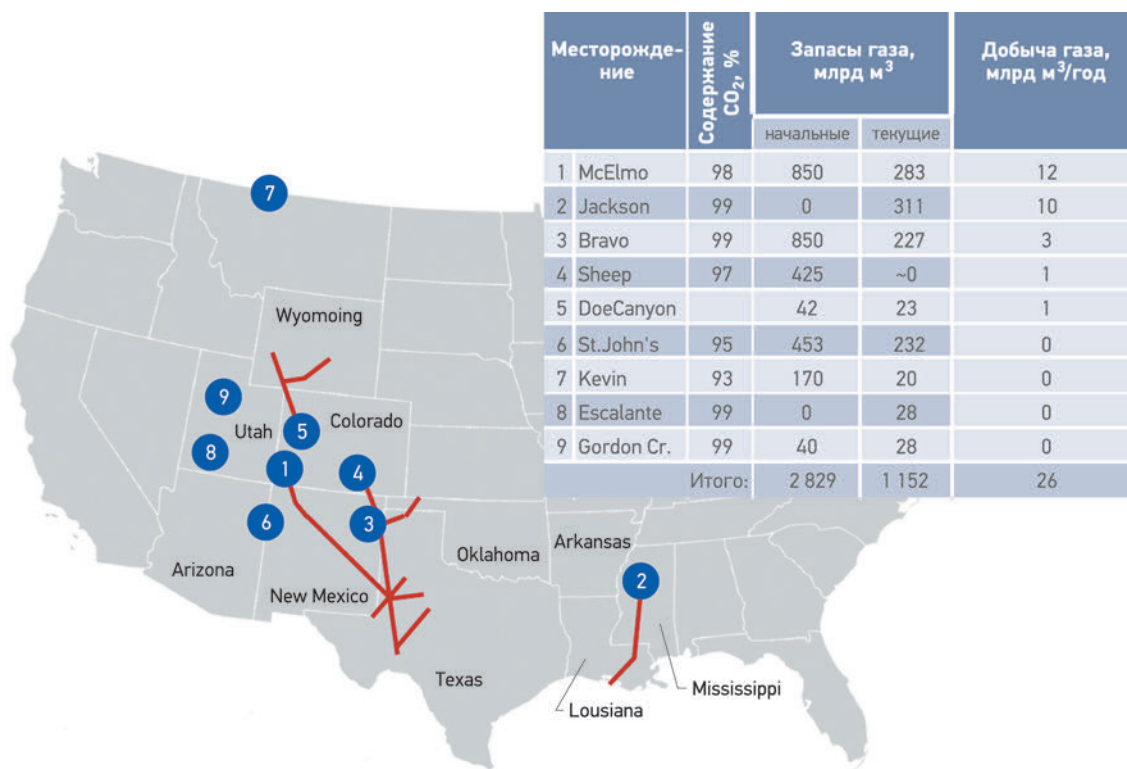 Месторожде-
ние
Содержание
CO2, %
Запасы газа,
млрд м3
Добыча газа,
млрд м3/год
начальные текущие
1 McElmo 98 850 283 12
2 Jackson 99 0 311 10
3 Bravo 99 850 227 3
4 Sheep 97 425 ~0 1
5 DoeCanyon 42 23 1
6 St.John's 95 453 232 0
7 Kevin 93 170 20 0
8 Escalante 99 0 28 0
9 Gordon Cr. 99 40 28 0
Итого: 2 829 1 152 26
7
Wyomoing
9
Utah
5
Colorado
8
1
4
6
3
Oklahoma
Arkansas
Arizona
New Mexico
2
Texas
Mississippi
Lousiana